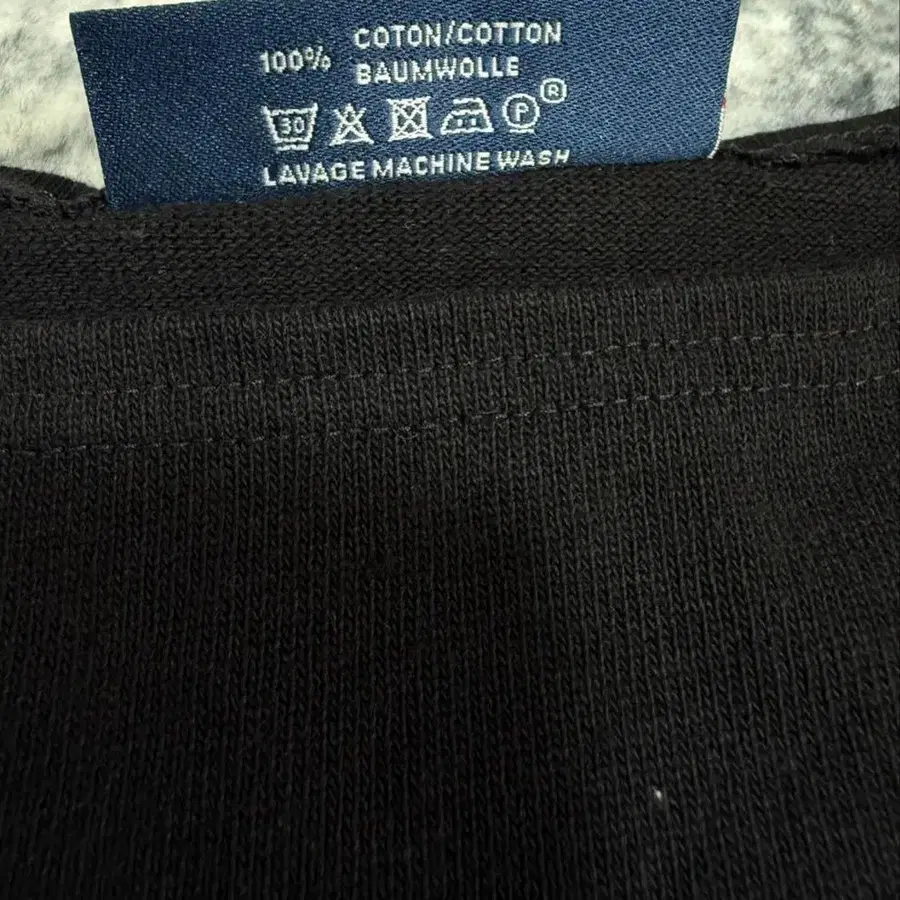 100% COTON/COTTON
BAUMWOLLE
30 P ®
LAVAGE MACHINE WASH